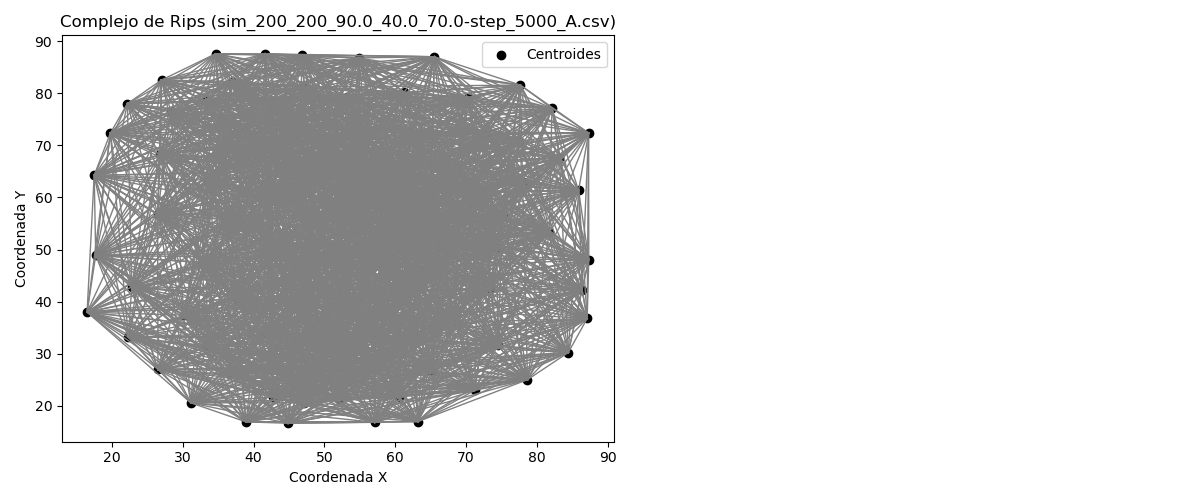 Complejo de Rips (sim_200_200_90.0_40.0_70.0-step_5000_A.csv)
Centroides
90
80
70
60
50
40
30
20
Coordenada Y
20 30 40 50 60 70 80 90
Coordenada X